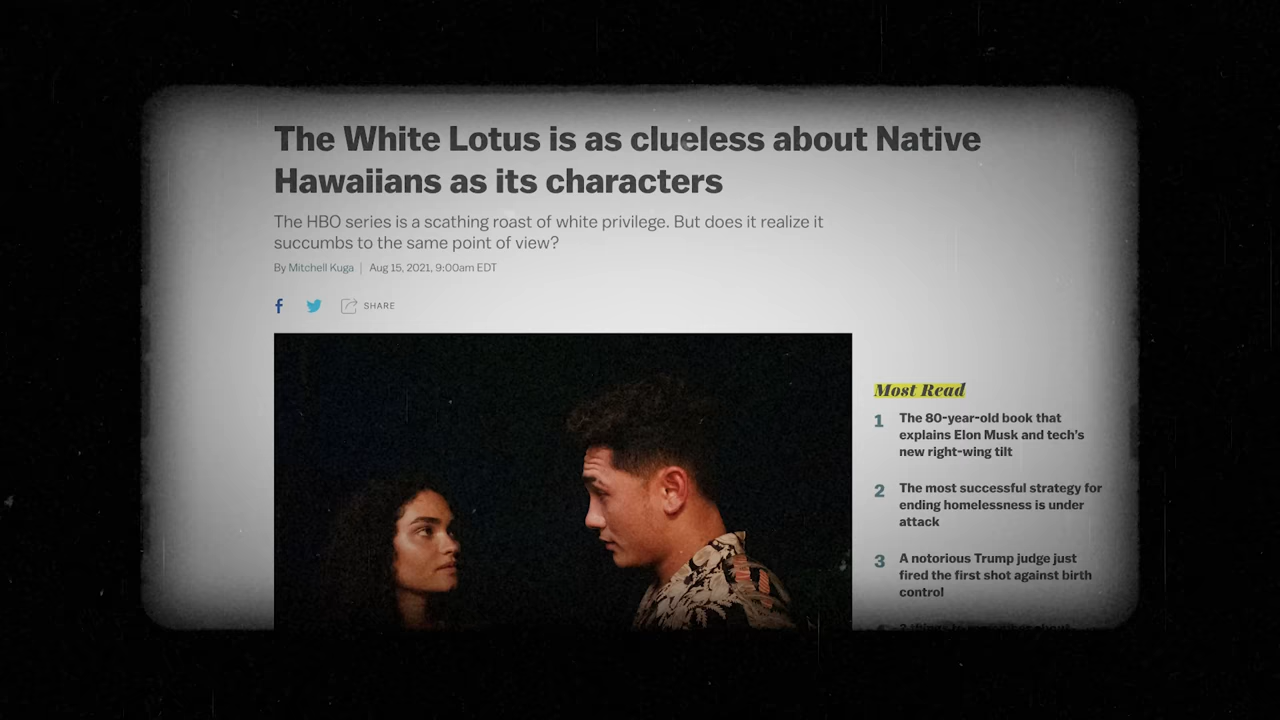 The White Lotus is as clueless about Native
Hawaiians as its characters
The HBO series is a scathing roast of white privilege. But does it realize it
succumbs to the same point of view?
By Mitchell Kuga | Aug 15, 2021, 9:00am EDT
SHARE
Most Read
1 The 80-year-old book that
explains Elon Musk and tech's
new right-wing tilt
2 The most successful strategy for
ending homelessness is under
attack
3 A notorious Trump judge just
fired the first shot against birth
control